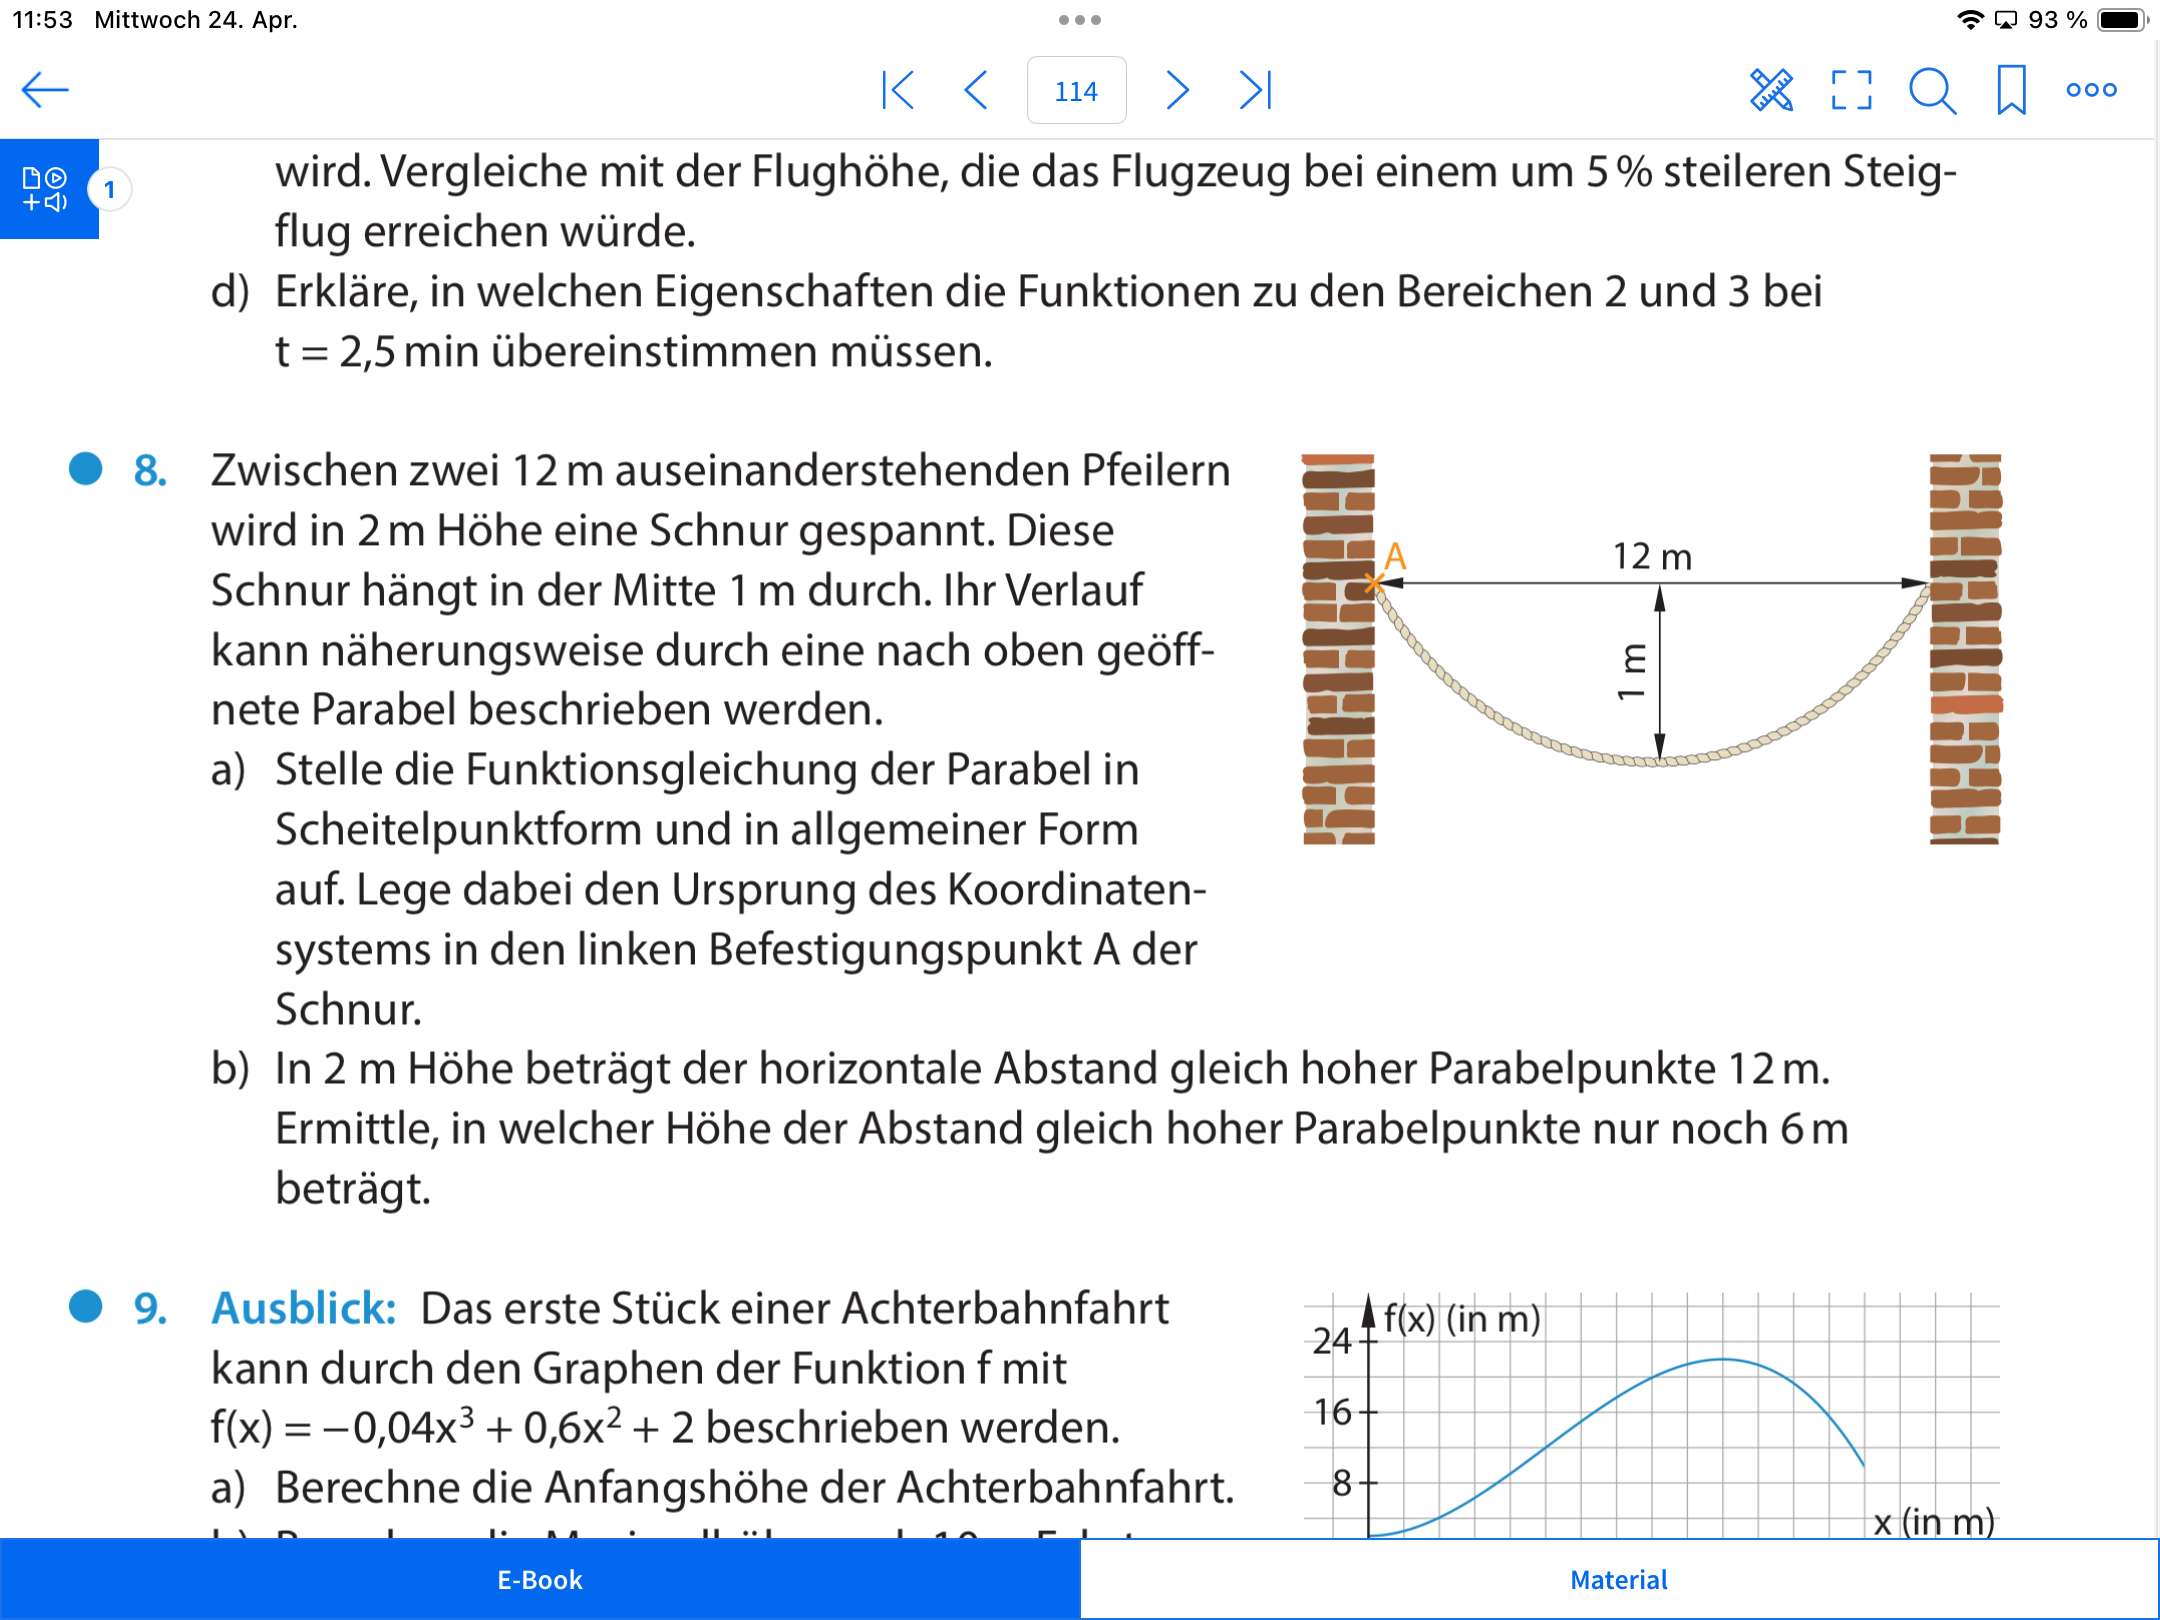 11:53 Mittwoch 24. Apr.
93 %
114
1
wird. Vergleiche mit der Flughöhe, die das Flugzeug bei einem um 5 % steileren Steig-
flug erreichen würde.
d) Erkläre, in welchen Eigenschaften die Funktionen zu den Bereichen 2 und 3 bei
t = 2,5 min übereinstimmen müssen.
8. Zwischen zwei 12 m auseinanderstehenden Pfeilern
wird in 2 m Höhe eine Schnur gespannt. Diese
Schnur hängt in der Mitte 1 m durch. Ihr Verlauf
kann näherungsweise durch eine nach oben geöff-
nete Parabel beschrieben werden.
a) Stelle die Funktionsgleichung der Parabel in
Scheitelpunktform und in allgemeiner Form
auf. Lege dabei den Ursprung des Koordinaten-
systems in den linken Befestigungspunkt A der
Schnur.
A
12 m
1 m
b) In 2 m Höhe beträgt der horizontale Abstand gleich hoher Parabelpunkte 12 m.
Ermittle, in welcher Höhe der Abstand gleich hoher Parabelpunkte nur noch 6 m
beträgt.
9. Ausblick: Das erste Stück einer Achterbahnfahrt
kann durch den Graphen der Funktion f mit
f(x) = −0,04x³ + 0,6x² + 2 beschrieben werden.
a) Berechne die Anfangshöhe der Achterbahnfahrt.
f(x) (in m)
24
16
8
x (in m)
E-Book
Material